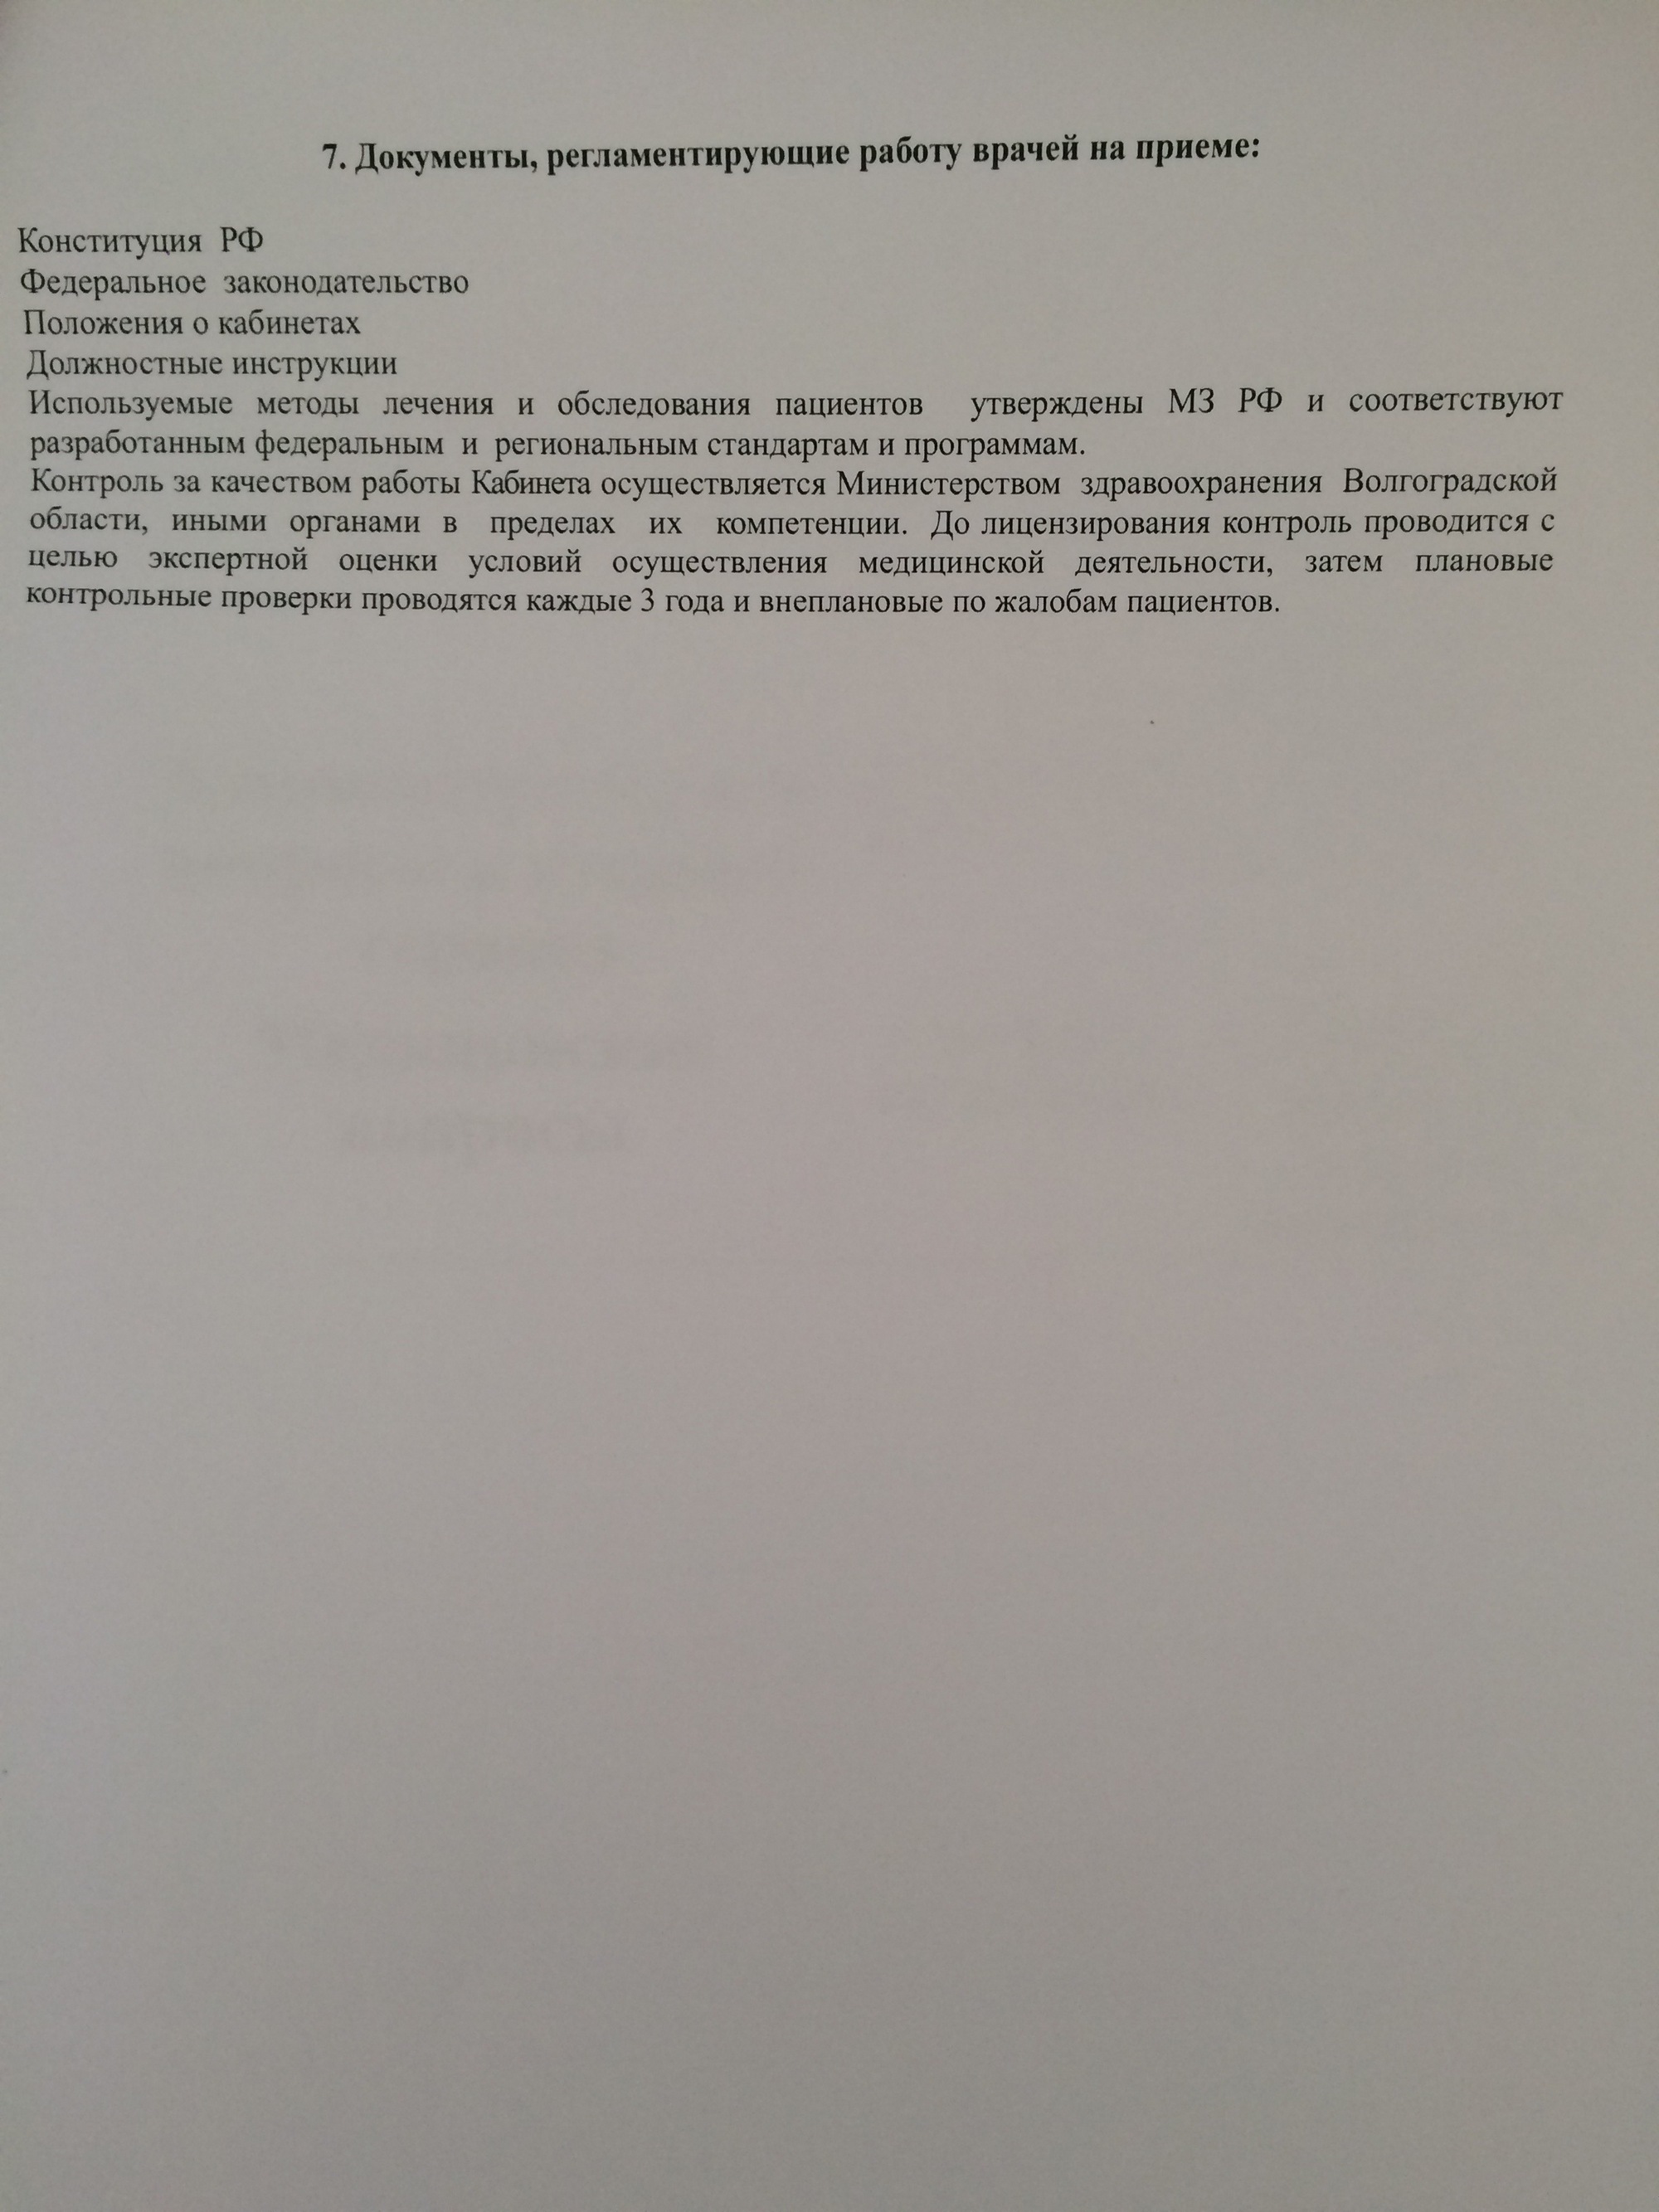 7. Документы, регламентирующие работу врачей на приеме:
Конституция РФ
Федеральное законодательство
Положения о кабинетах
Должностные инструкции
Используемые методы лечения и обследования пациентов утверждены МЗ РФ и соответствуют
разработанным федеральным и региональным стандартам и программам.
Контроль за качеством работы Кабинета осуществляется Министерством здравоохранения Волгоградской
области, иными органами в пределах их компетенции. До лицензирования контроль проводится с
целью экспертной оценки условий осуществления медицинской деятельности, затем плановые
контрольные проверки проводятся каждые 3 года и внеплановые по жалобам пациентов.